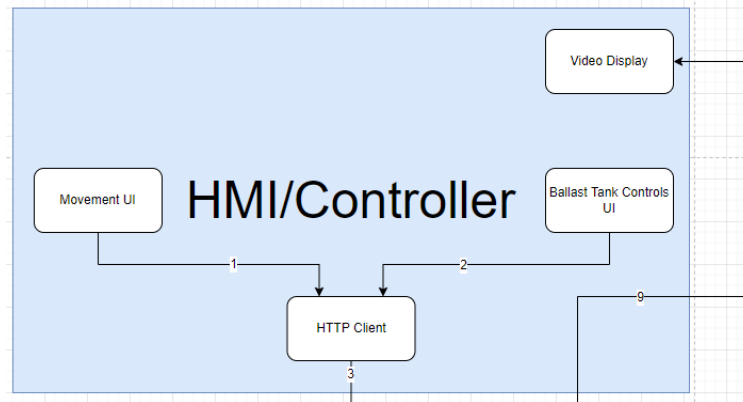 Video Display
Movement UI
HMI/Controller
Ballast Tank Controls
UI
1
2
9
HTTP Client
3